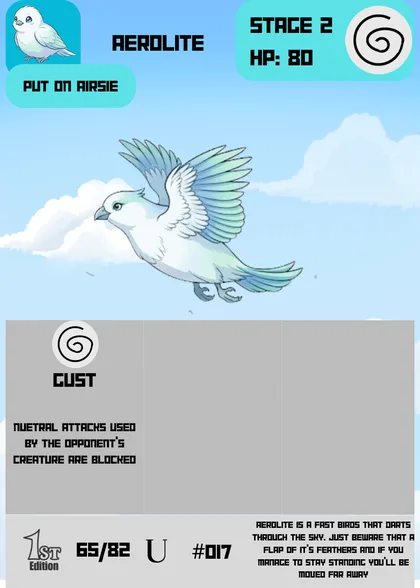 AEROLITE
STAGE 2
HP: 80
PUT ON AIRSIE
GUST
NUETRAL ATTACKS USED
BY THE OPPONENT'S
CREATURE ARE BLOCKED
1ST
Edition
65/82
U
#017
AEROLITE IS A FAST BIRDS THAT DARTS
THROUGH THE SKY. JUST BEWARE THAT A
FLAP OF IT'S FEATHERS AND IF YOU
MANAGE TO STAY STANDING YOU'LL BE
MOVED FAR AWAY